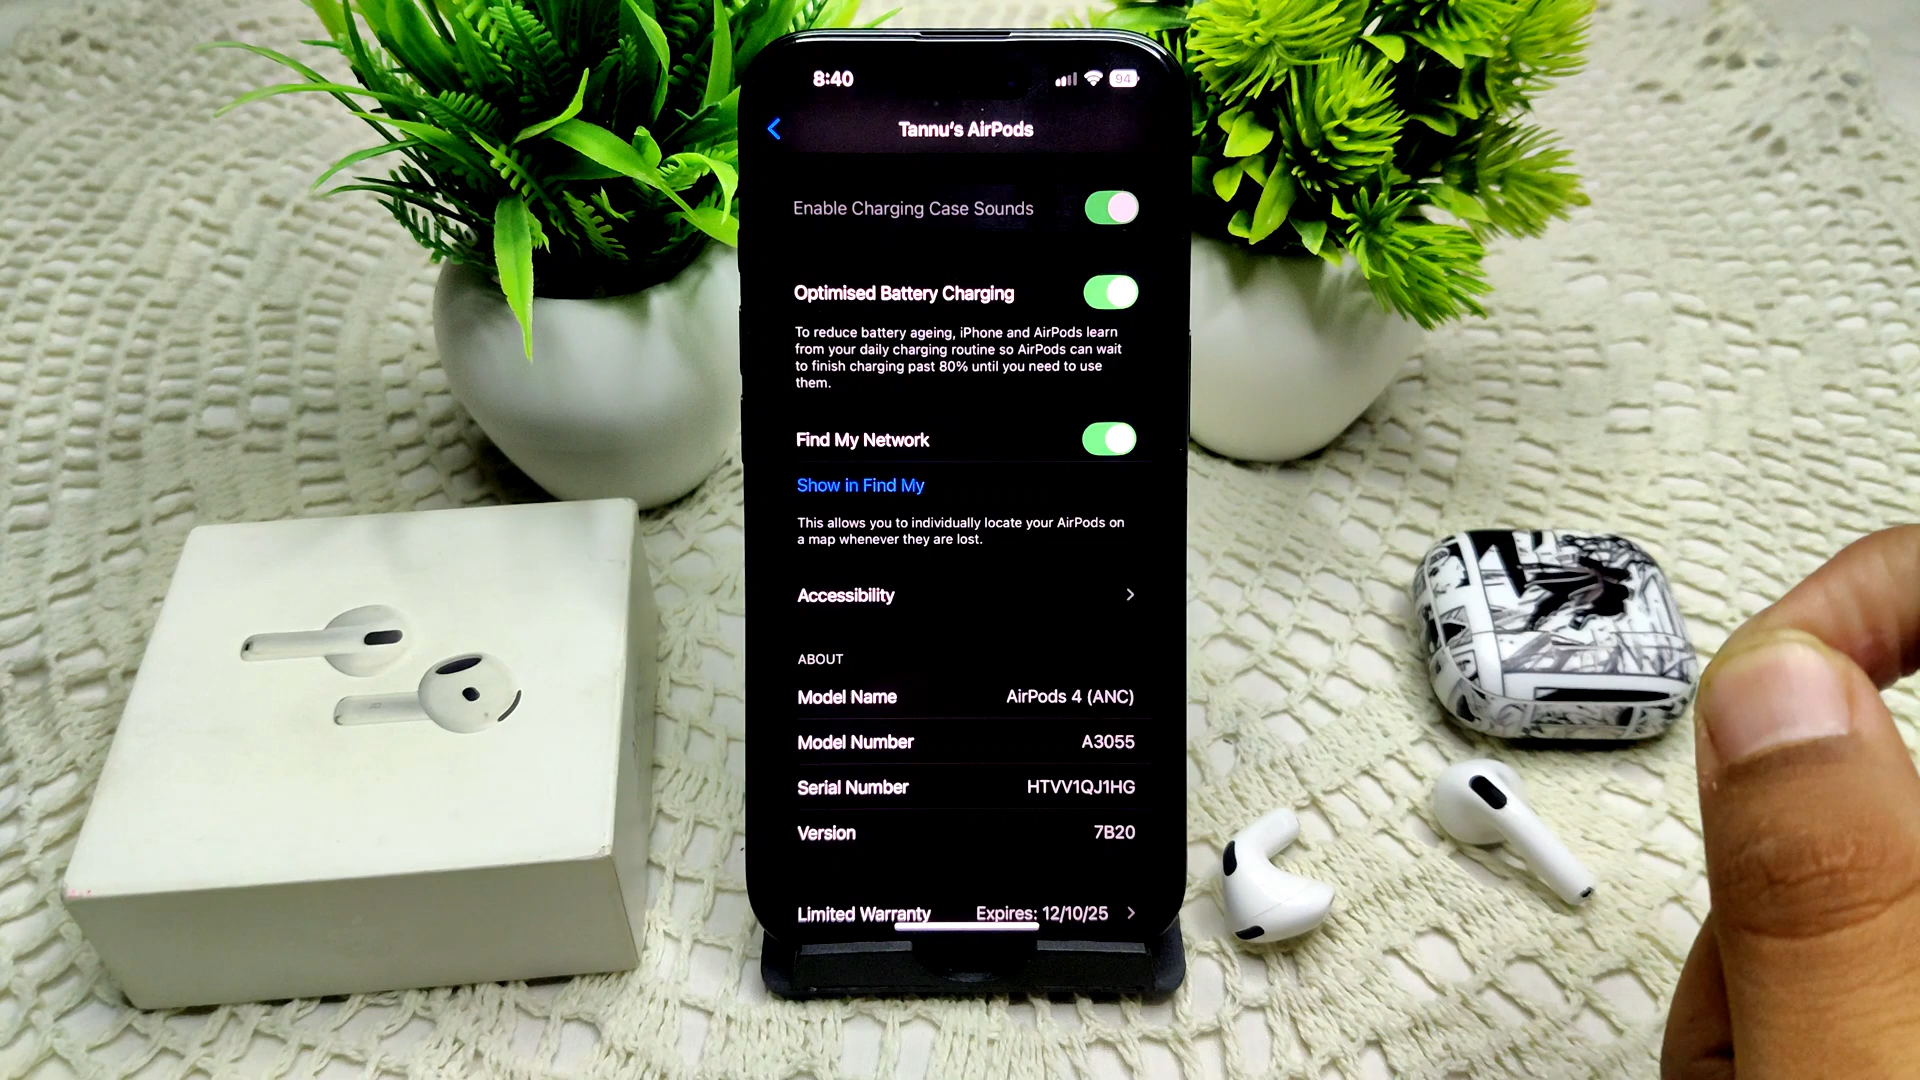 8:40
94
Tannu's AirPods
Enable Charging Case Sounds
Optimised Battery Charging
To reduce battery ageing, iPhone and AirPods learn
from your daily charging routine so AirPods can wait
to finish charging past 80% until you need to use
them.
Find My Network
Show in Find My
This allows you to individually locate your AirPods on
a map whenever they are lost.
Accessibility
ABOUT
Model Name AirPods 4 (ANC)
Model Number A3055
Serial Number HTVV1QJ1HG
Version 7B20
Limited Warranty Expires: 12/10/25